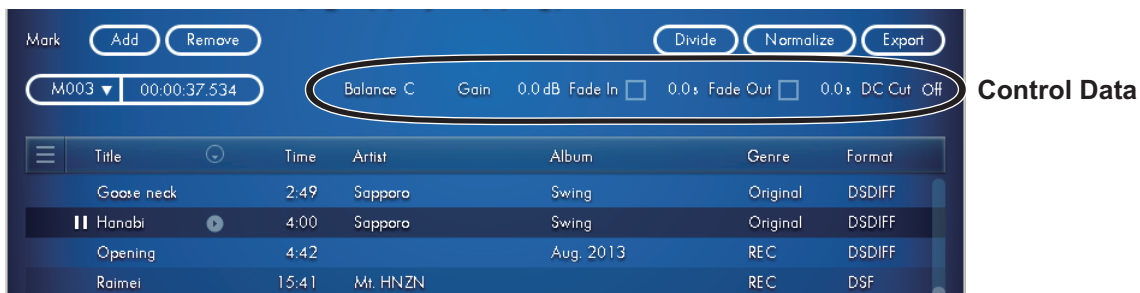 Mark Add Remove Divide Normalize Export
M003 00:00:37.534 Balance C Gain 0.0 dB Fade In 0.0 s Fade Out 0.0 s DC Cut Off Control Data
Title Time Artist Album Genre Format
Goose neck 2:49 Sapporo Swing Original DSDIFF
Hanabi 4:00 Sapporo Swing Original DSDIFF
Opening 4:42 Aug. 2013 REC DSDIFF
Raimei 15:41 Mt. HNZN REC DSF